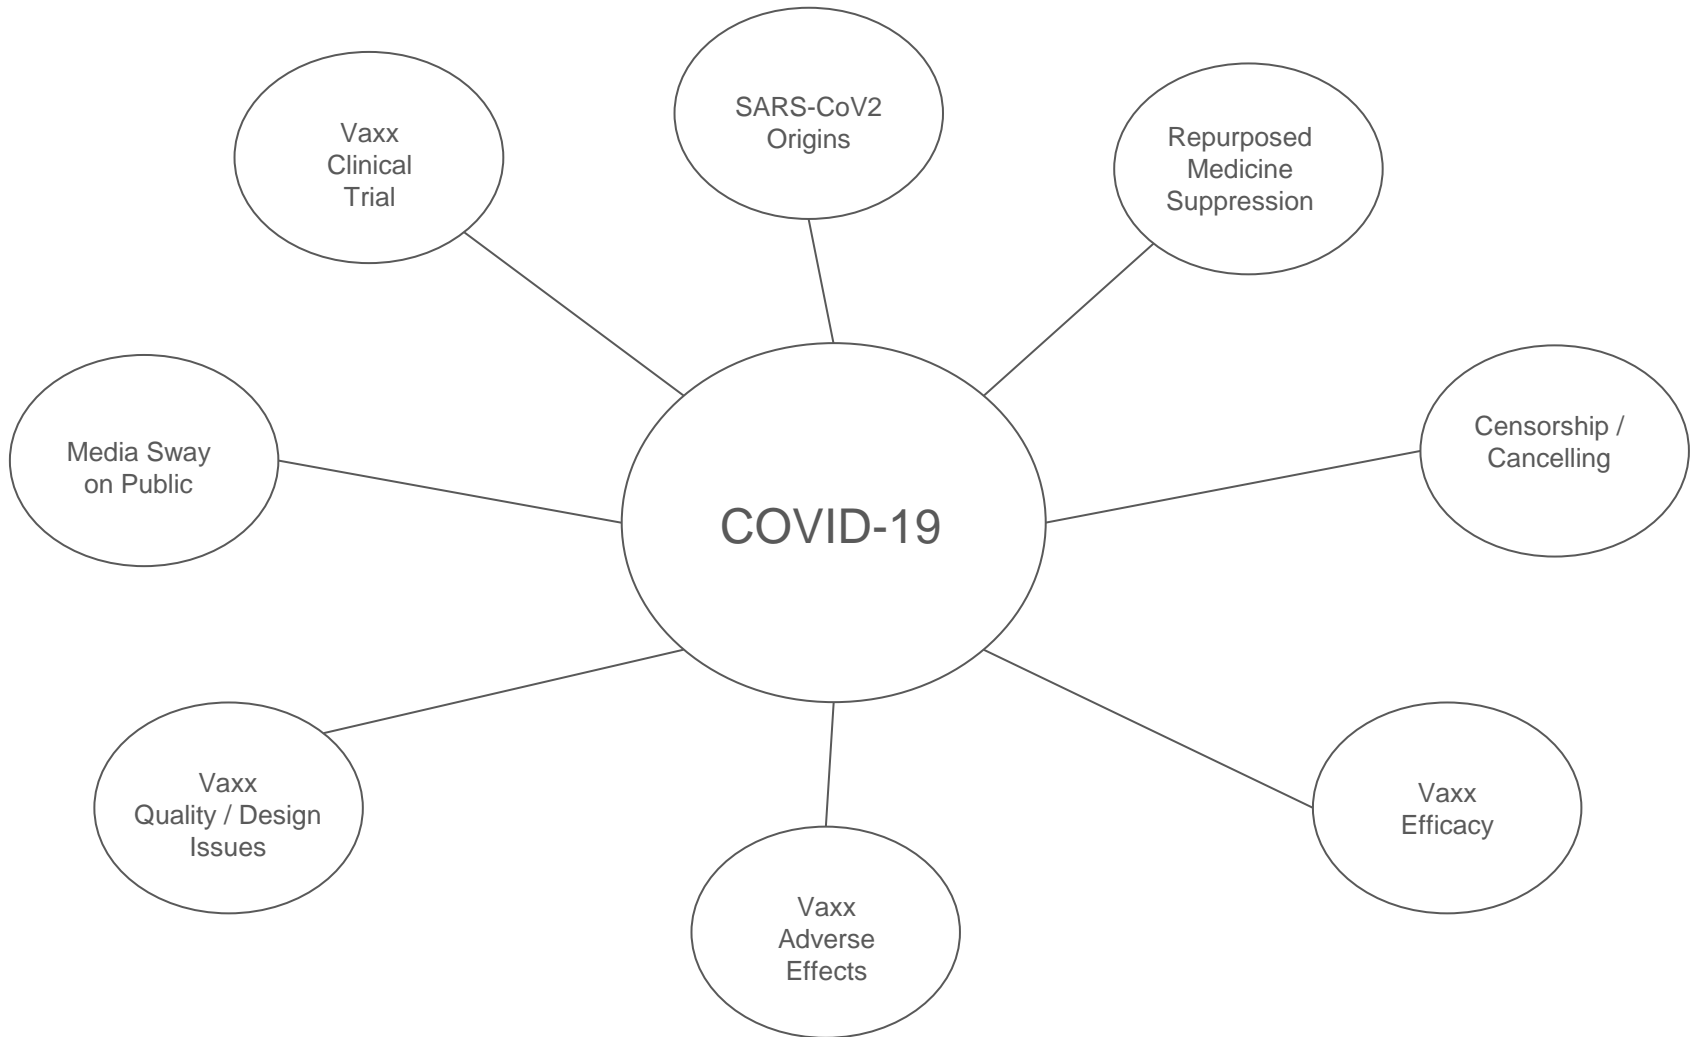 SARS-CoV2
Origins
Vaxx
Clinical
Trial
Repurposed
Medicine
Suppression
Media Sway
on Public
COVID-19
Censorship /
Cancelling
Vaxx
Quality / Design
Issues
Vaxx
Adverse
Effects
Vaxx
Efficacy